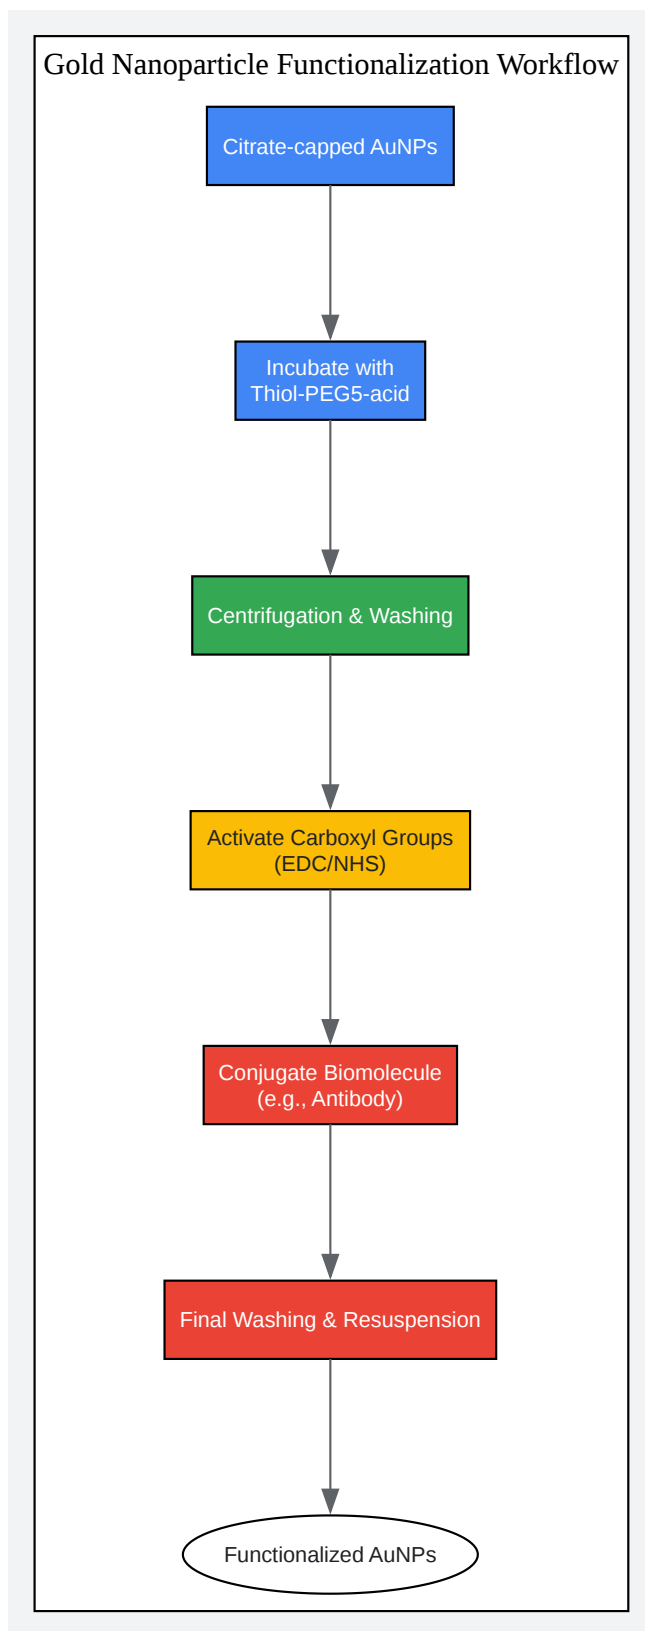 Gold Nanoparticle Functionalization Workflow
Citrate-capped AuNPs
Incubate with
Thiol-PEG5-acid
Centrifugation & Washing
Activate Carboxyl Groups
(EDC/NHS)
Conjugate Biomolecule
(e.g., Antibody)
Final Washing & Resuspension
Functionalized AuNPs